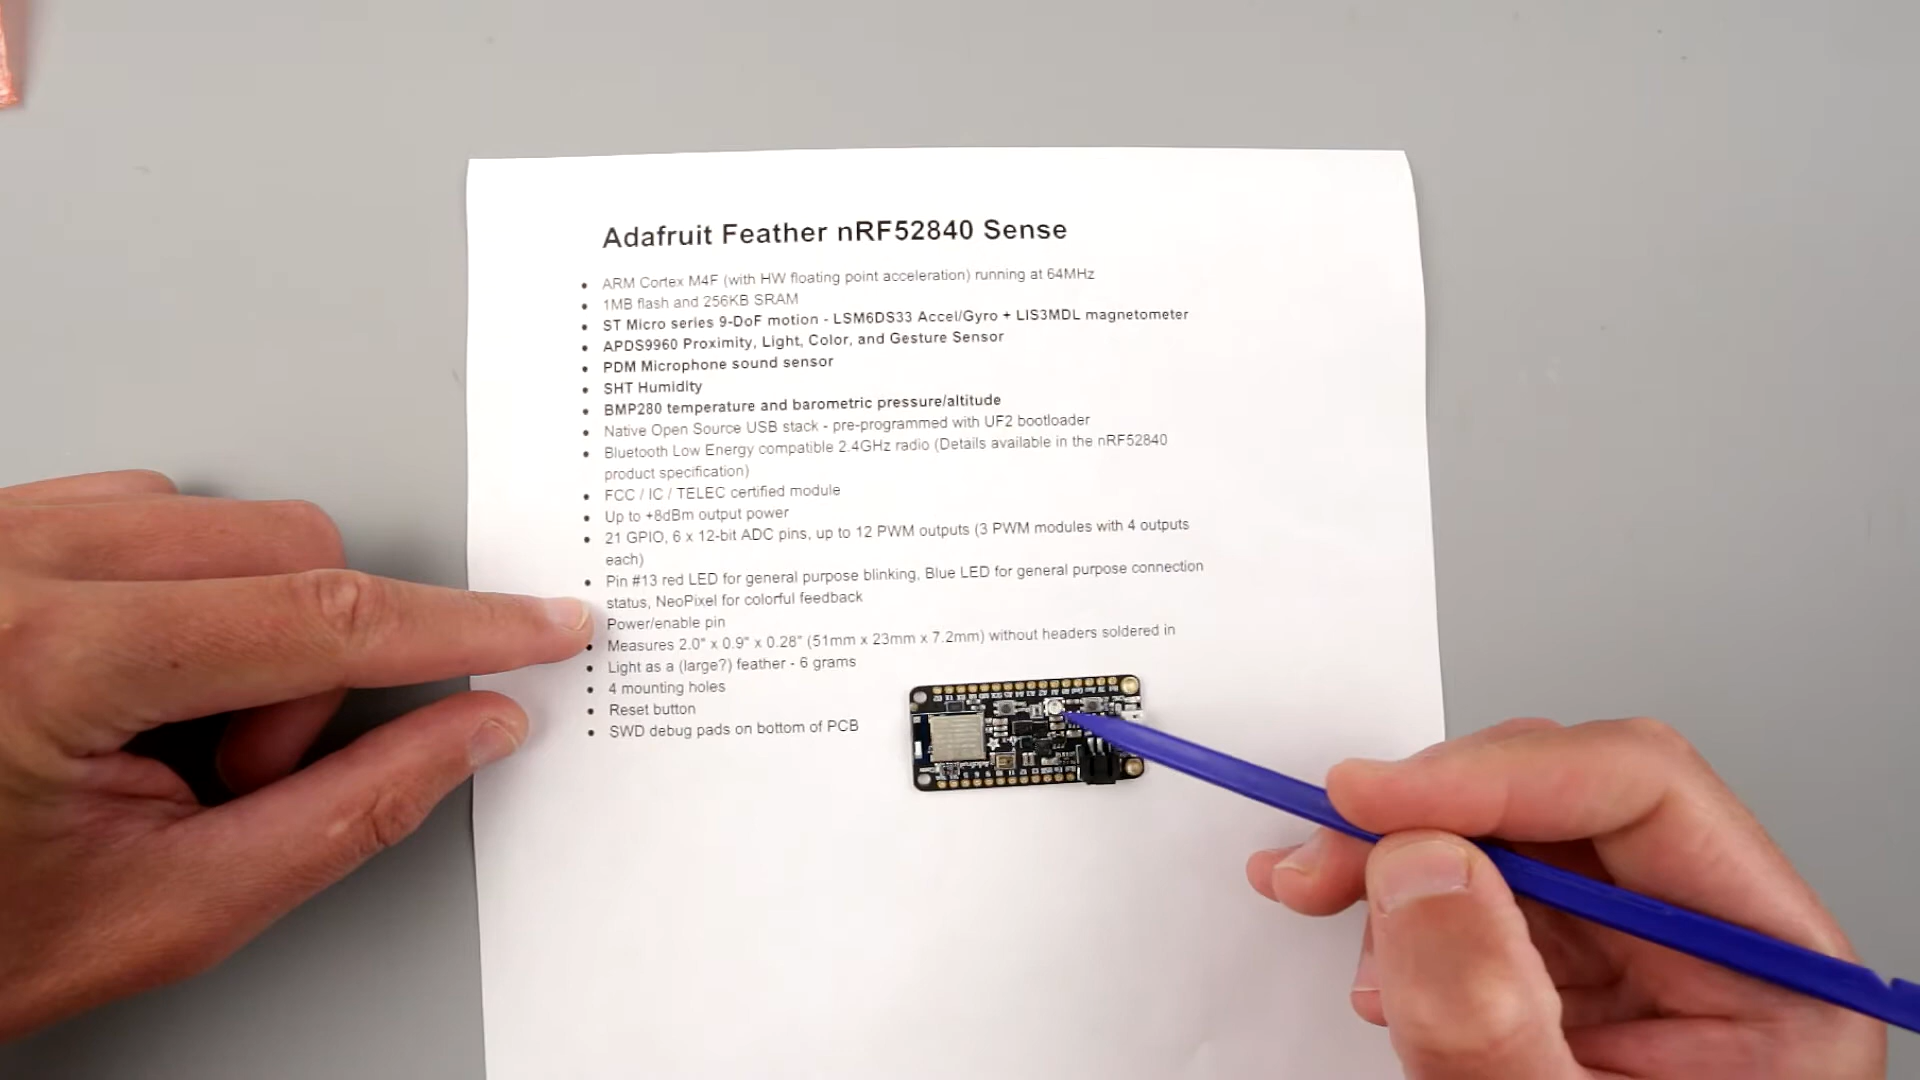 Adafruit Feather nRF52840 Sense
• ARM Cortex M4F (with HW floating point acceleration) running at 64MHz
• 1MB flash and 256KB SRAM
• ST Micro series 9-DoF motion - LSM6DS33 Accel/Gyro + LIS3MDL magnetometer
• APDS9960 Proximity, Light, Color, and Gesture Sensor
• PDM Microphone sound sensor
• SHT Humidity
• BMP280 temperature and barometric pressure/altitude
• Native Open Source USB stack - pre-programmed with UF2 bootloader
• Bluetooth Low Energy compatible 2.4GHz radio (Details available in the nRF52840
product specification)
• FCC / IC / TELEC certified module
• Up to +8dBm output power
• 21 GPIO, 6 x 12-bit ADC pins, up to 12 PWM outputs (3 PWM modules with 4 outputs
each)
• Pin #13 red LED for general purpose blinking, Blue LED for general purpose connection
status, NeoPixel for colorful feedback
Power/enable pin
• Measures 2.0" x 0.9" x 0.28" (51mm x 23mm x 7.2mm) without headers soldered in
• Light as a (large?) feather - 6 grams
• 4 mounting holes
• Reset button
• SWD debug pads on bottom of PCB